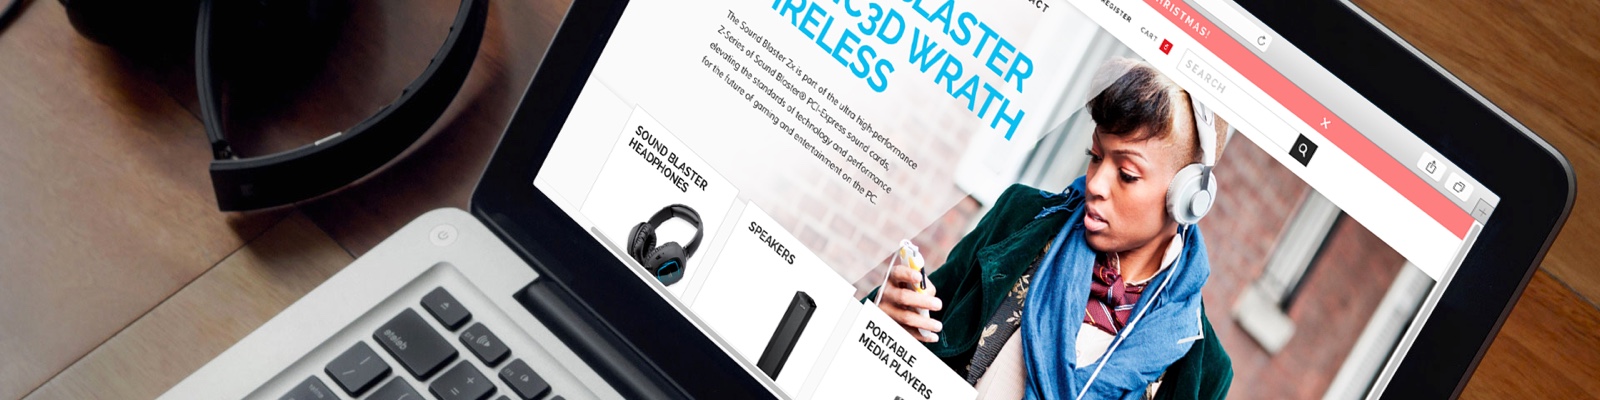 BLASTER
C3D WRATH
IRELESS
The Sound Blaster Zx is part of the ultra high-performance
Z-Series of Sound Blaster® PCI-Express sound cards,
elevating the standards of technology and performance
for the future of gaming and entertainment on the PC.
REGISTER
CART
CHRISTMAS!
SEARCH
SOUND BLASTER
HEADPHONES
SPEAKERS
PORTABLE
MEDIA PLAYERS
delete